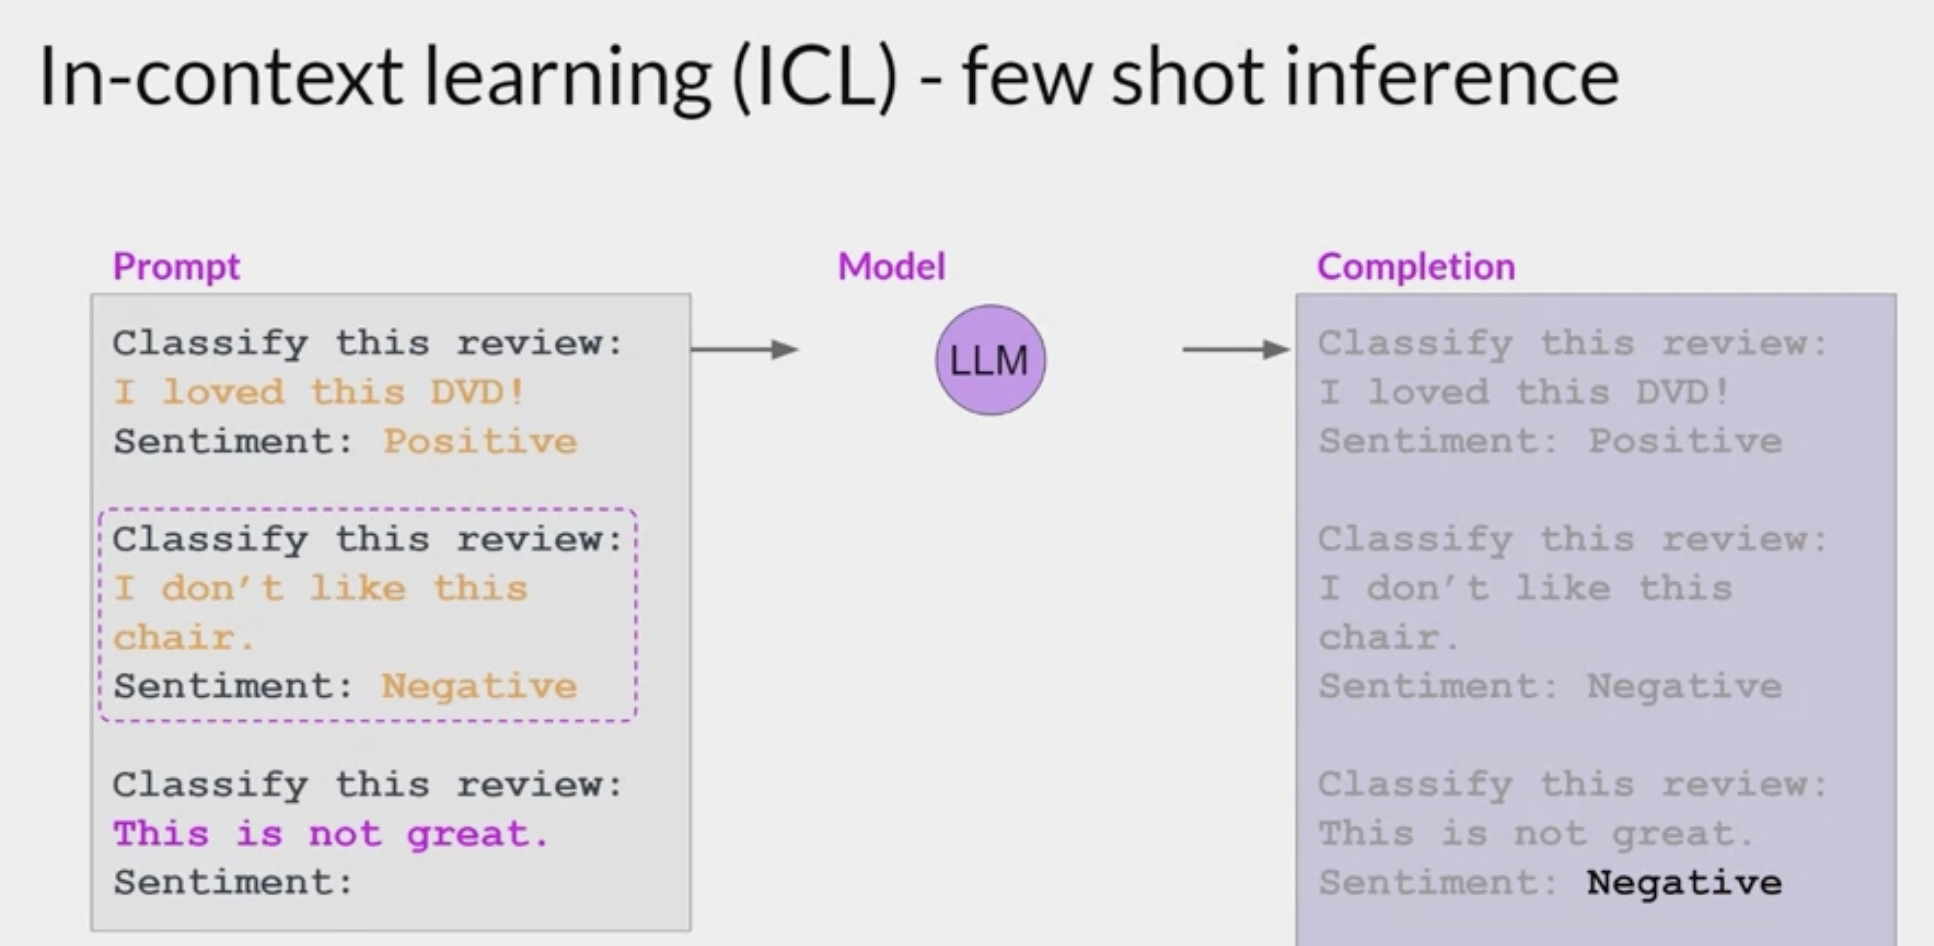 In-context learning (ICL) - few shot inference
Prompt
Classify this review:
I loved this DVD!
Sentiment: Positive
Classify this review:
I don’t like this
chair.
Sentiment: Negative
Classify this review:
This is not great.
Sentiment:
Model
LLM
Completion
Classify this review:
I loved this DVD!
Sentiment: Positive
Classify this review:
I don’t like this
chair.
Sentiment: Negative
Classify this review:
This is not great.
Sentiment: Negative